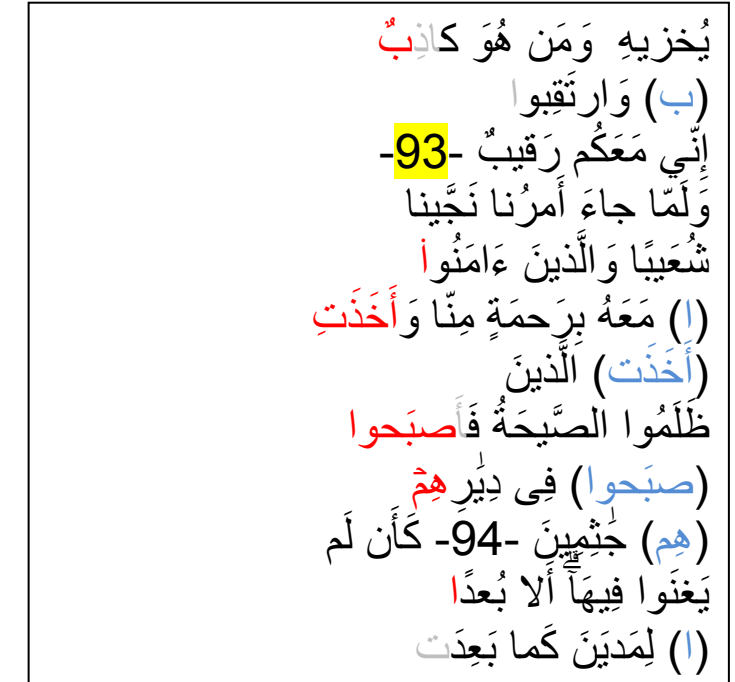 يُخزيهِ وَمَن هُوَ كاذِبٌ
(ب) وَارتَقِبوا
إِنّي مَعَكُم رَقيبٌ -93-
وَلَمّا جاءَ أَمرُنا نَجَّينا
شُعَيبًا وَالَّذينَ ءَامَنُوا۟
(ا) مَعَهُ بِرَحمَةٍ مِنّا وَأَخَذَتِ
(أَخَذَت) الَّذينَ
ظَلَمُوا الصَّيحَةُ فَأَصبَحوا
(صبَحوا) فِى دِيَٰرِهِمۡ
(هِم) جَٰثِمِينَ -94- كَأَن لَم
يَغنَوا فِيهَآۗ أَلا بُعدًا
(ا) لِمَديَنَ كَما بَعِدَت